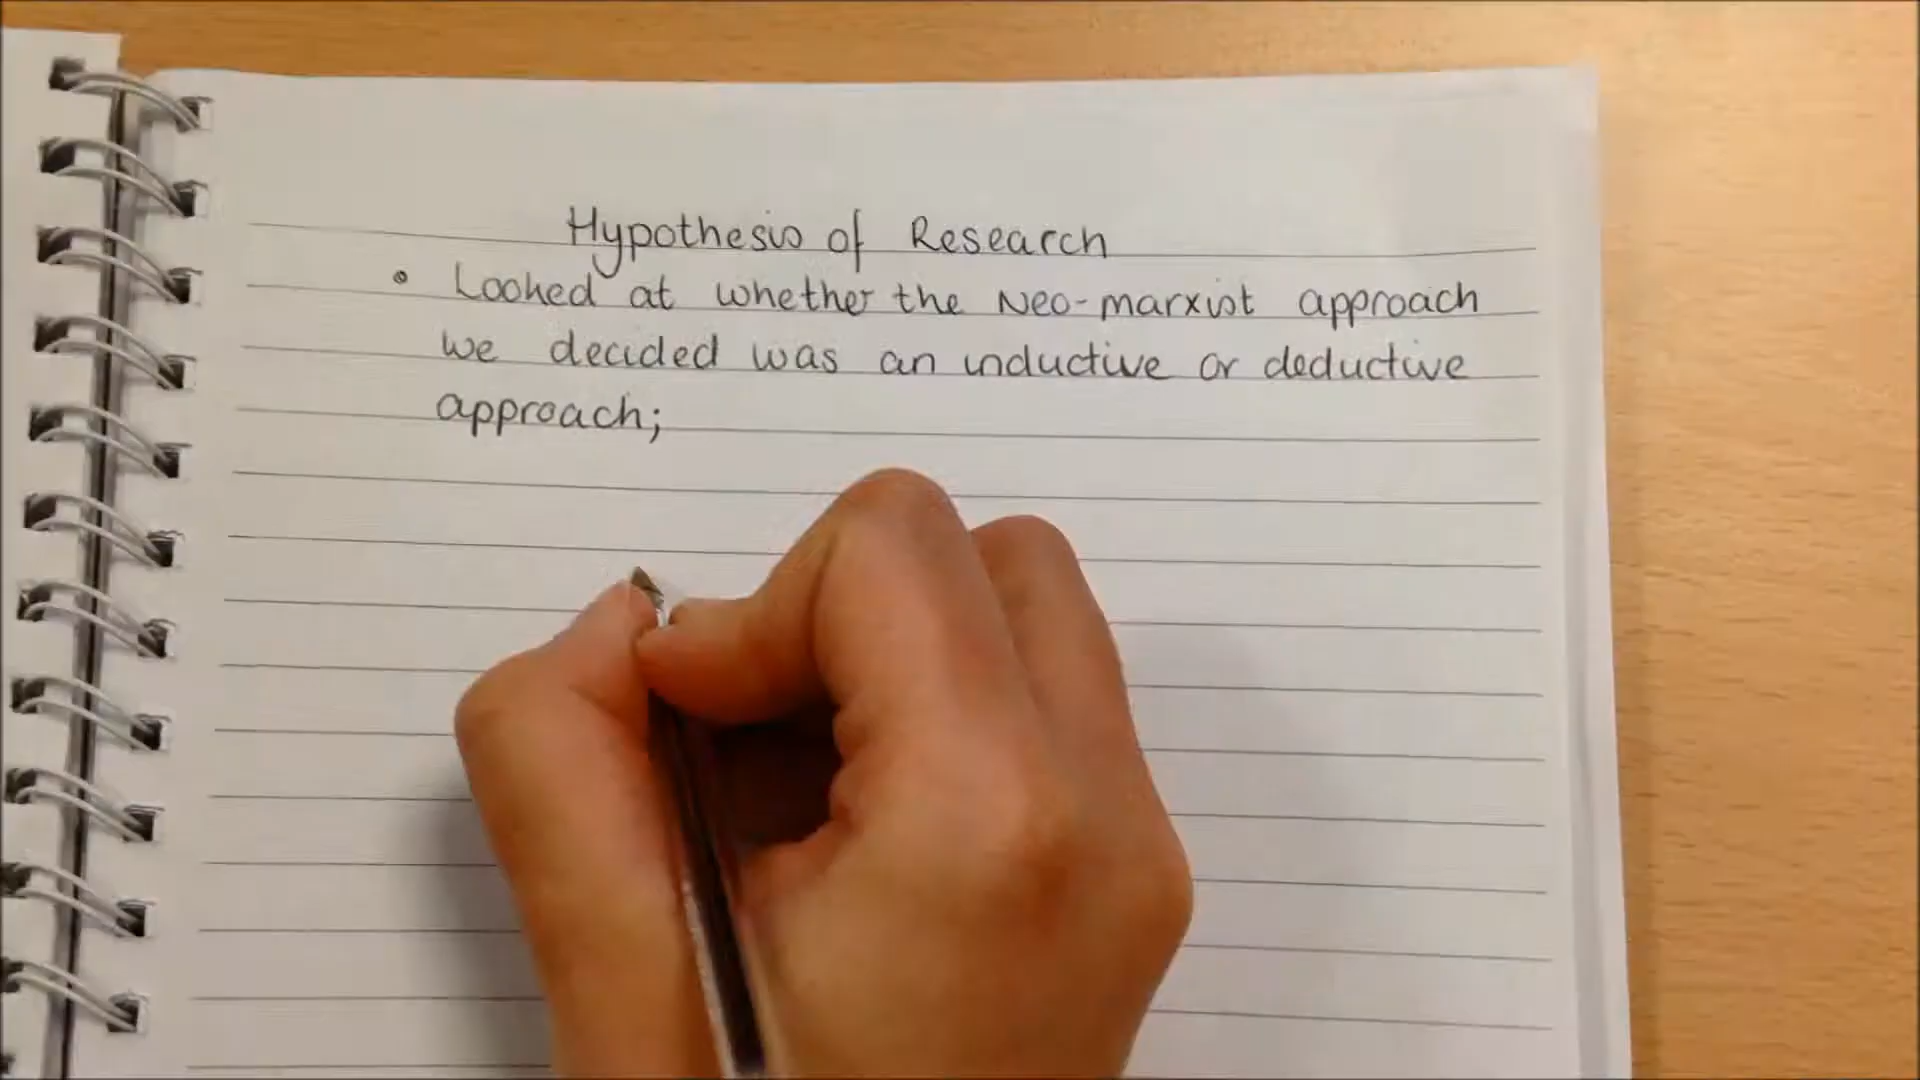 Hypothesis of Research
• Looked at whether the Neo-marxist approach
we decided was an inductive or deductive
approach;